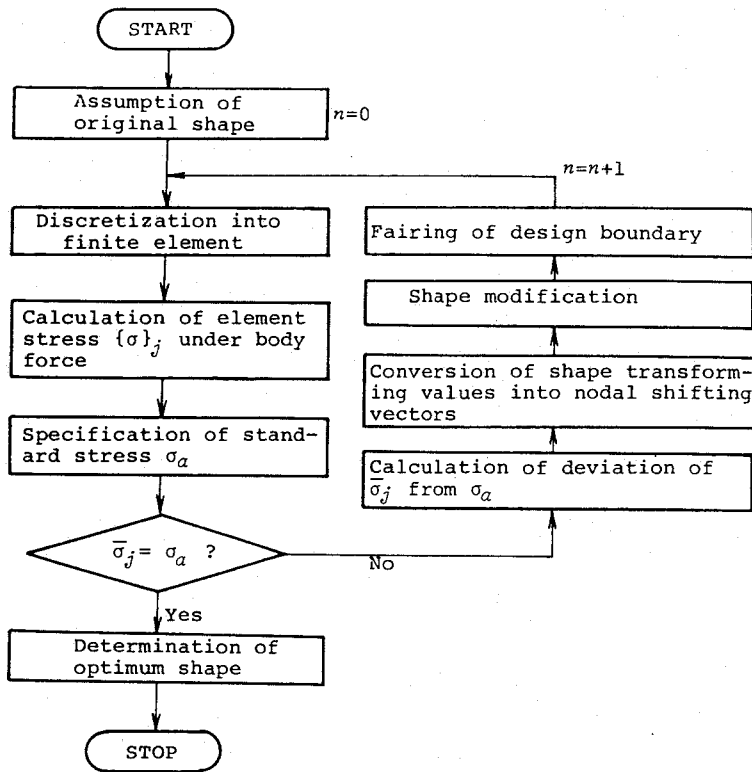 START
Assumption of
original shape
n=0
n=n+1
Discretization into
finite element
Calculation of element
stress {σ}j under body
force
Specification of stand-
ard stress σa
σ̄j = σa ?
No
Yes
Determination of
optimum shape
STOP
Fairing of design boundary
Shape modification
Conversion of shape transform-
ing values into nodal shifting
vectors
Calculation of deviation of
σ̄j from σa